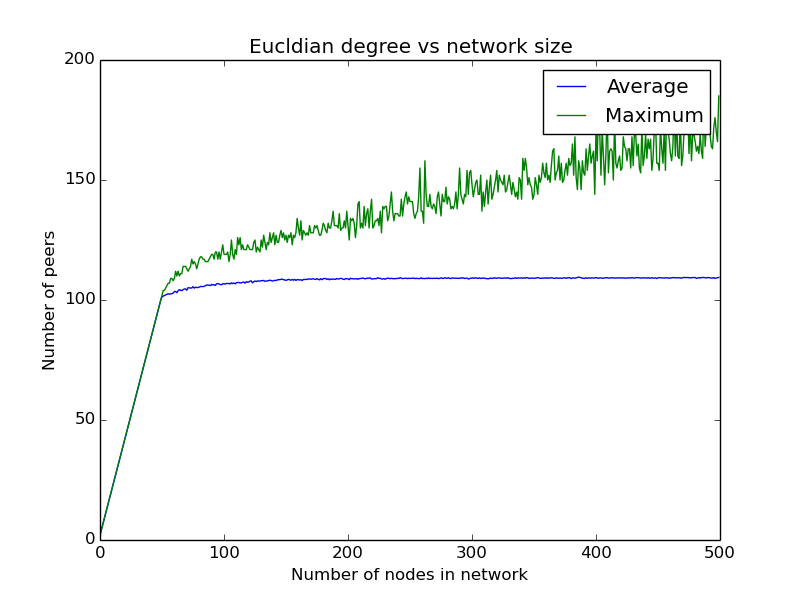 Eucldian degree vs network size
200
150
100
50
0
Number of peers
Average
Maximum
0 100 200 300 400 500
Number of nodes in network